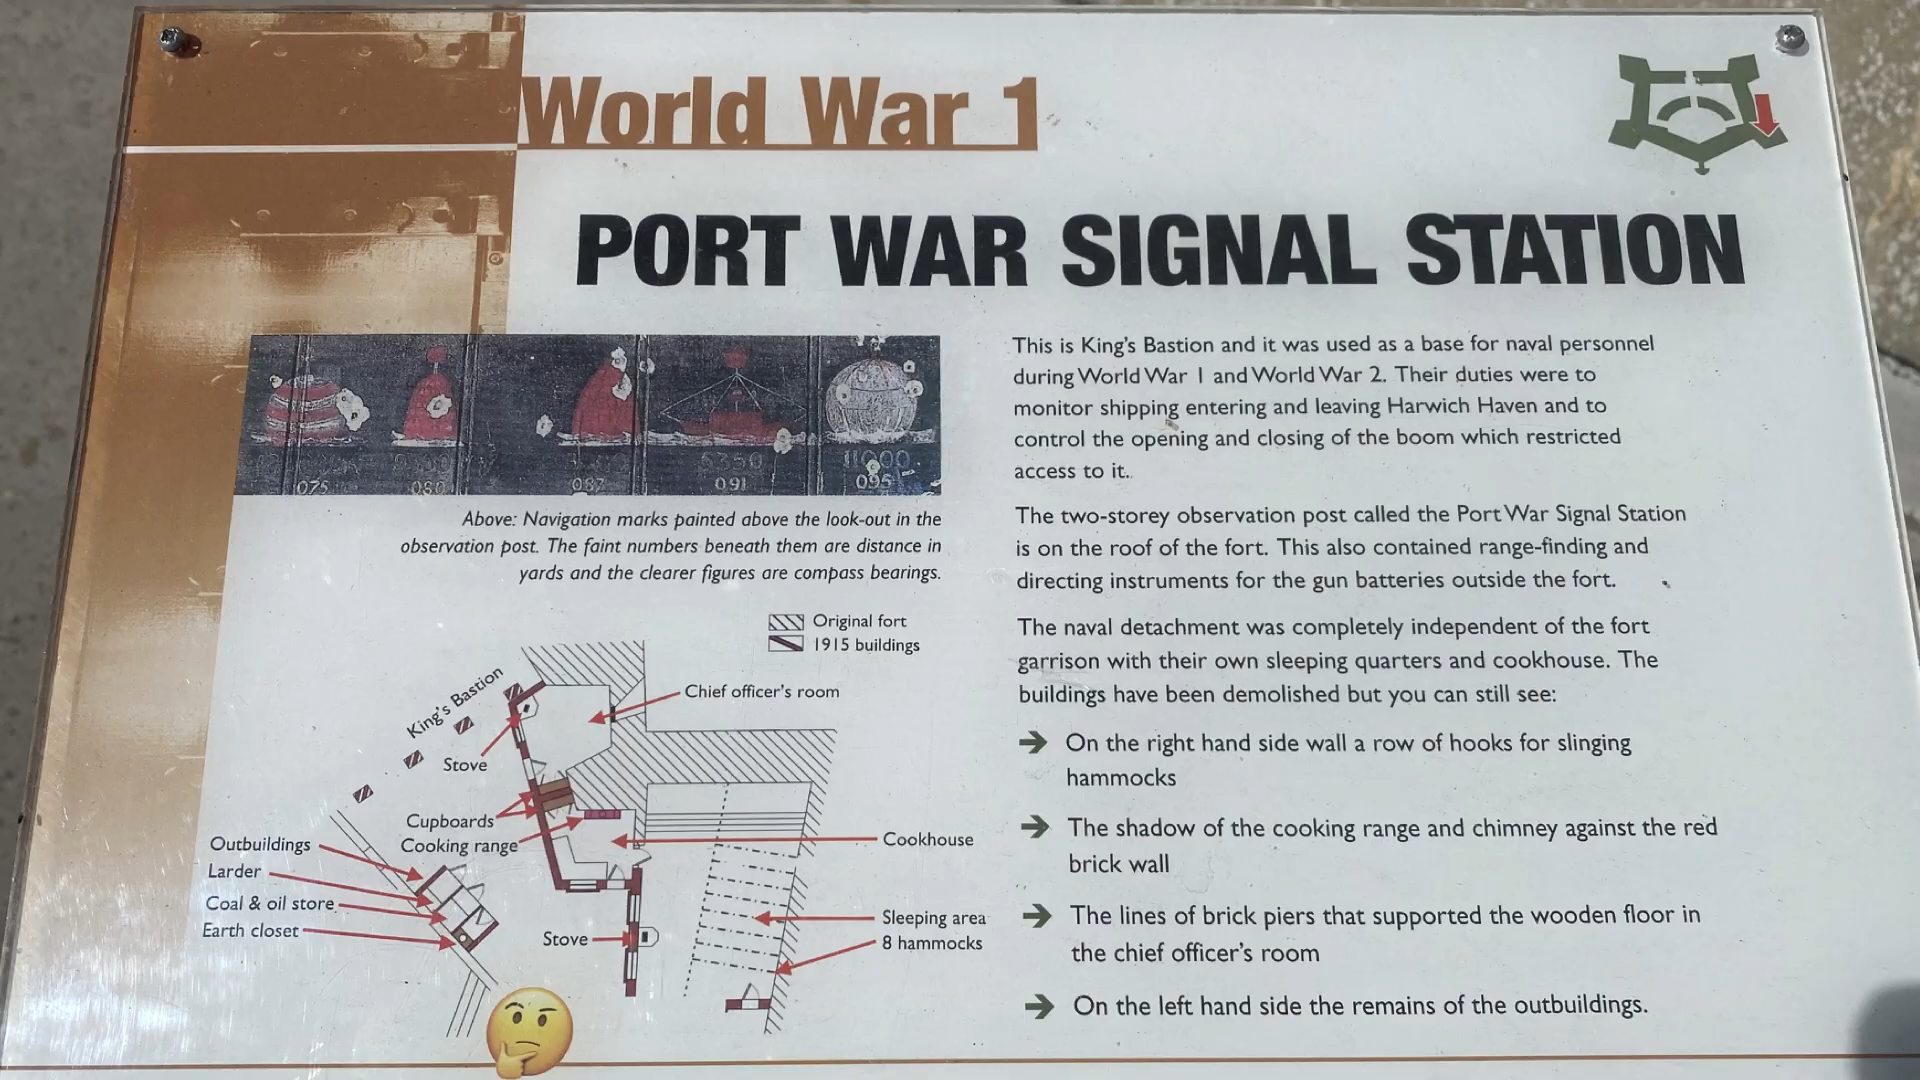 World War 1
PORT WAR SIGNAL STATION
6350
11000
075
080
087
091
095
Above: Navigation marks painted above the look-out in the
observation post. The faint numbers beneath them are distance in
yards and the clearer figures are compass bearings.
Original fort
1915 buildings
King's Bastion
Chief officer's room
Stove
Cupboards
Cooking range
Cookhouse
Outbuildings
Larder
Coal & oil store
Earth closet
Stove
Sleeping area
8 hammocks
This is King's Bastion and it was used as a base for naval personnel
during World War 1 and World War 2. Their duties were to
monitor shipping entering and leaving Harwich Haven and to
control the opening and closing of the boom which restricted
access to it.
The two-storey observation post called the Port War Signal Station
is on the roof of the fort. This also contained range-finding and
directing instruments for the gun batteries outside the fort.
The naval detachment was completely independent of the fort
garrison with their own sleeping quarters and cookhouse. The
buildings have been demolished but you can still see:
On the right hand side wall a row of hooks for slinging
hammocks
The shadow of the cooking range and chimney against the red
brick wall
The lines of brick piers that supported the wooden floor in
the chief officer's room
On the left hand side the remains of the outbuildings.